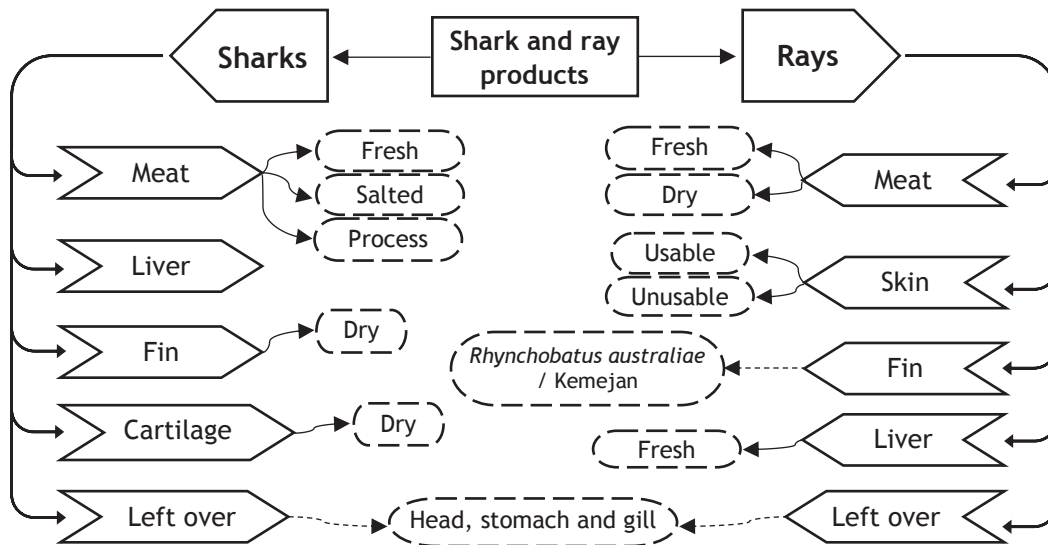 Sharks
Shark and ray
products
Rays
Meat
Fresh
Salted
Process
Liver
Fin
Dry
Cartilage
Dry
Left over
Fresh
Dry
Meat
Usable
Unusable
Skin
Rhynchobatus australiae
/ Kemejan
Fin
Fresh
Liver
Head, stomach and gill
Left over